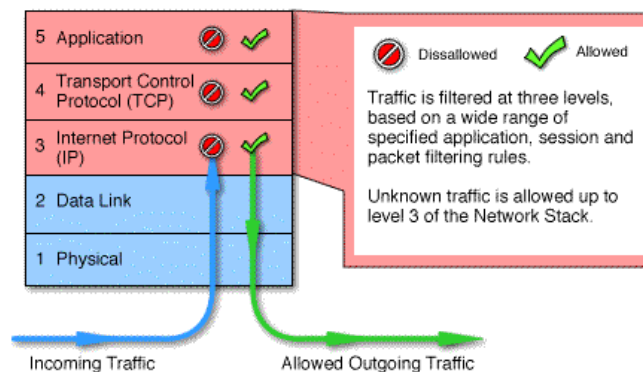 5 Application
4 Transport Control
Protocol (TCP)
3 Internet Protocol
(IP)
2 Data Link
1 Physical
Incoming Traffic
Allowed Outgoing Traffic
Dissallowed
Allowed
Traffic is filtered at three levels,
based on a wide range of
specified application, session and
packet filtering rules.
Unknown traffic is allowed up to
level 3 of the Network Stack.